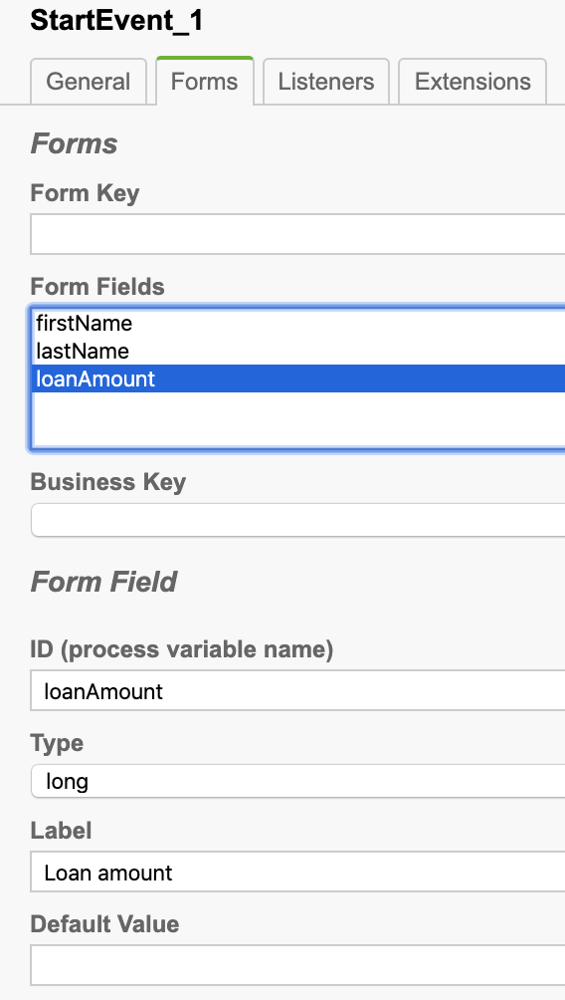 StartEvent_1
General Forms Listeners Extensions
Forms
Form Key
Form Fields
firstName
lastName
loanAmount
Business Key
Form Field
ID (process variable name)
loanAmount
Type
long
Label
Loan amount
Default Value